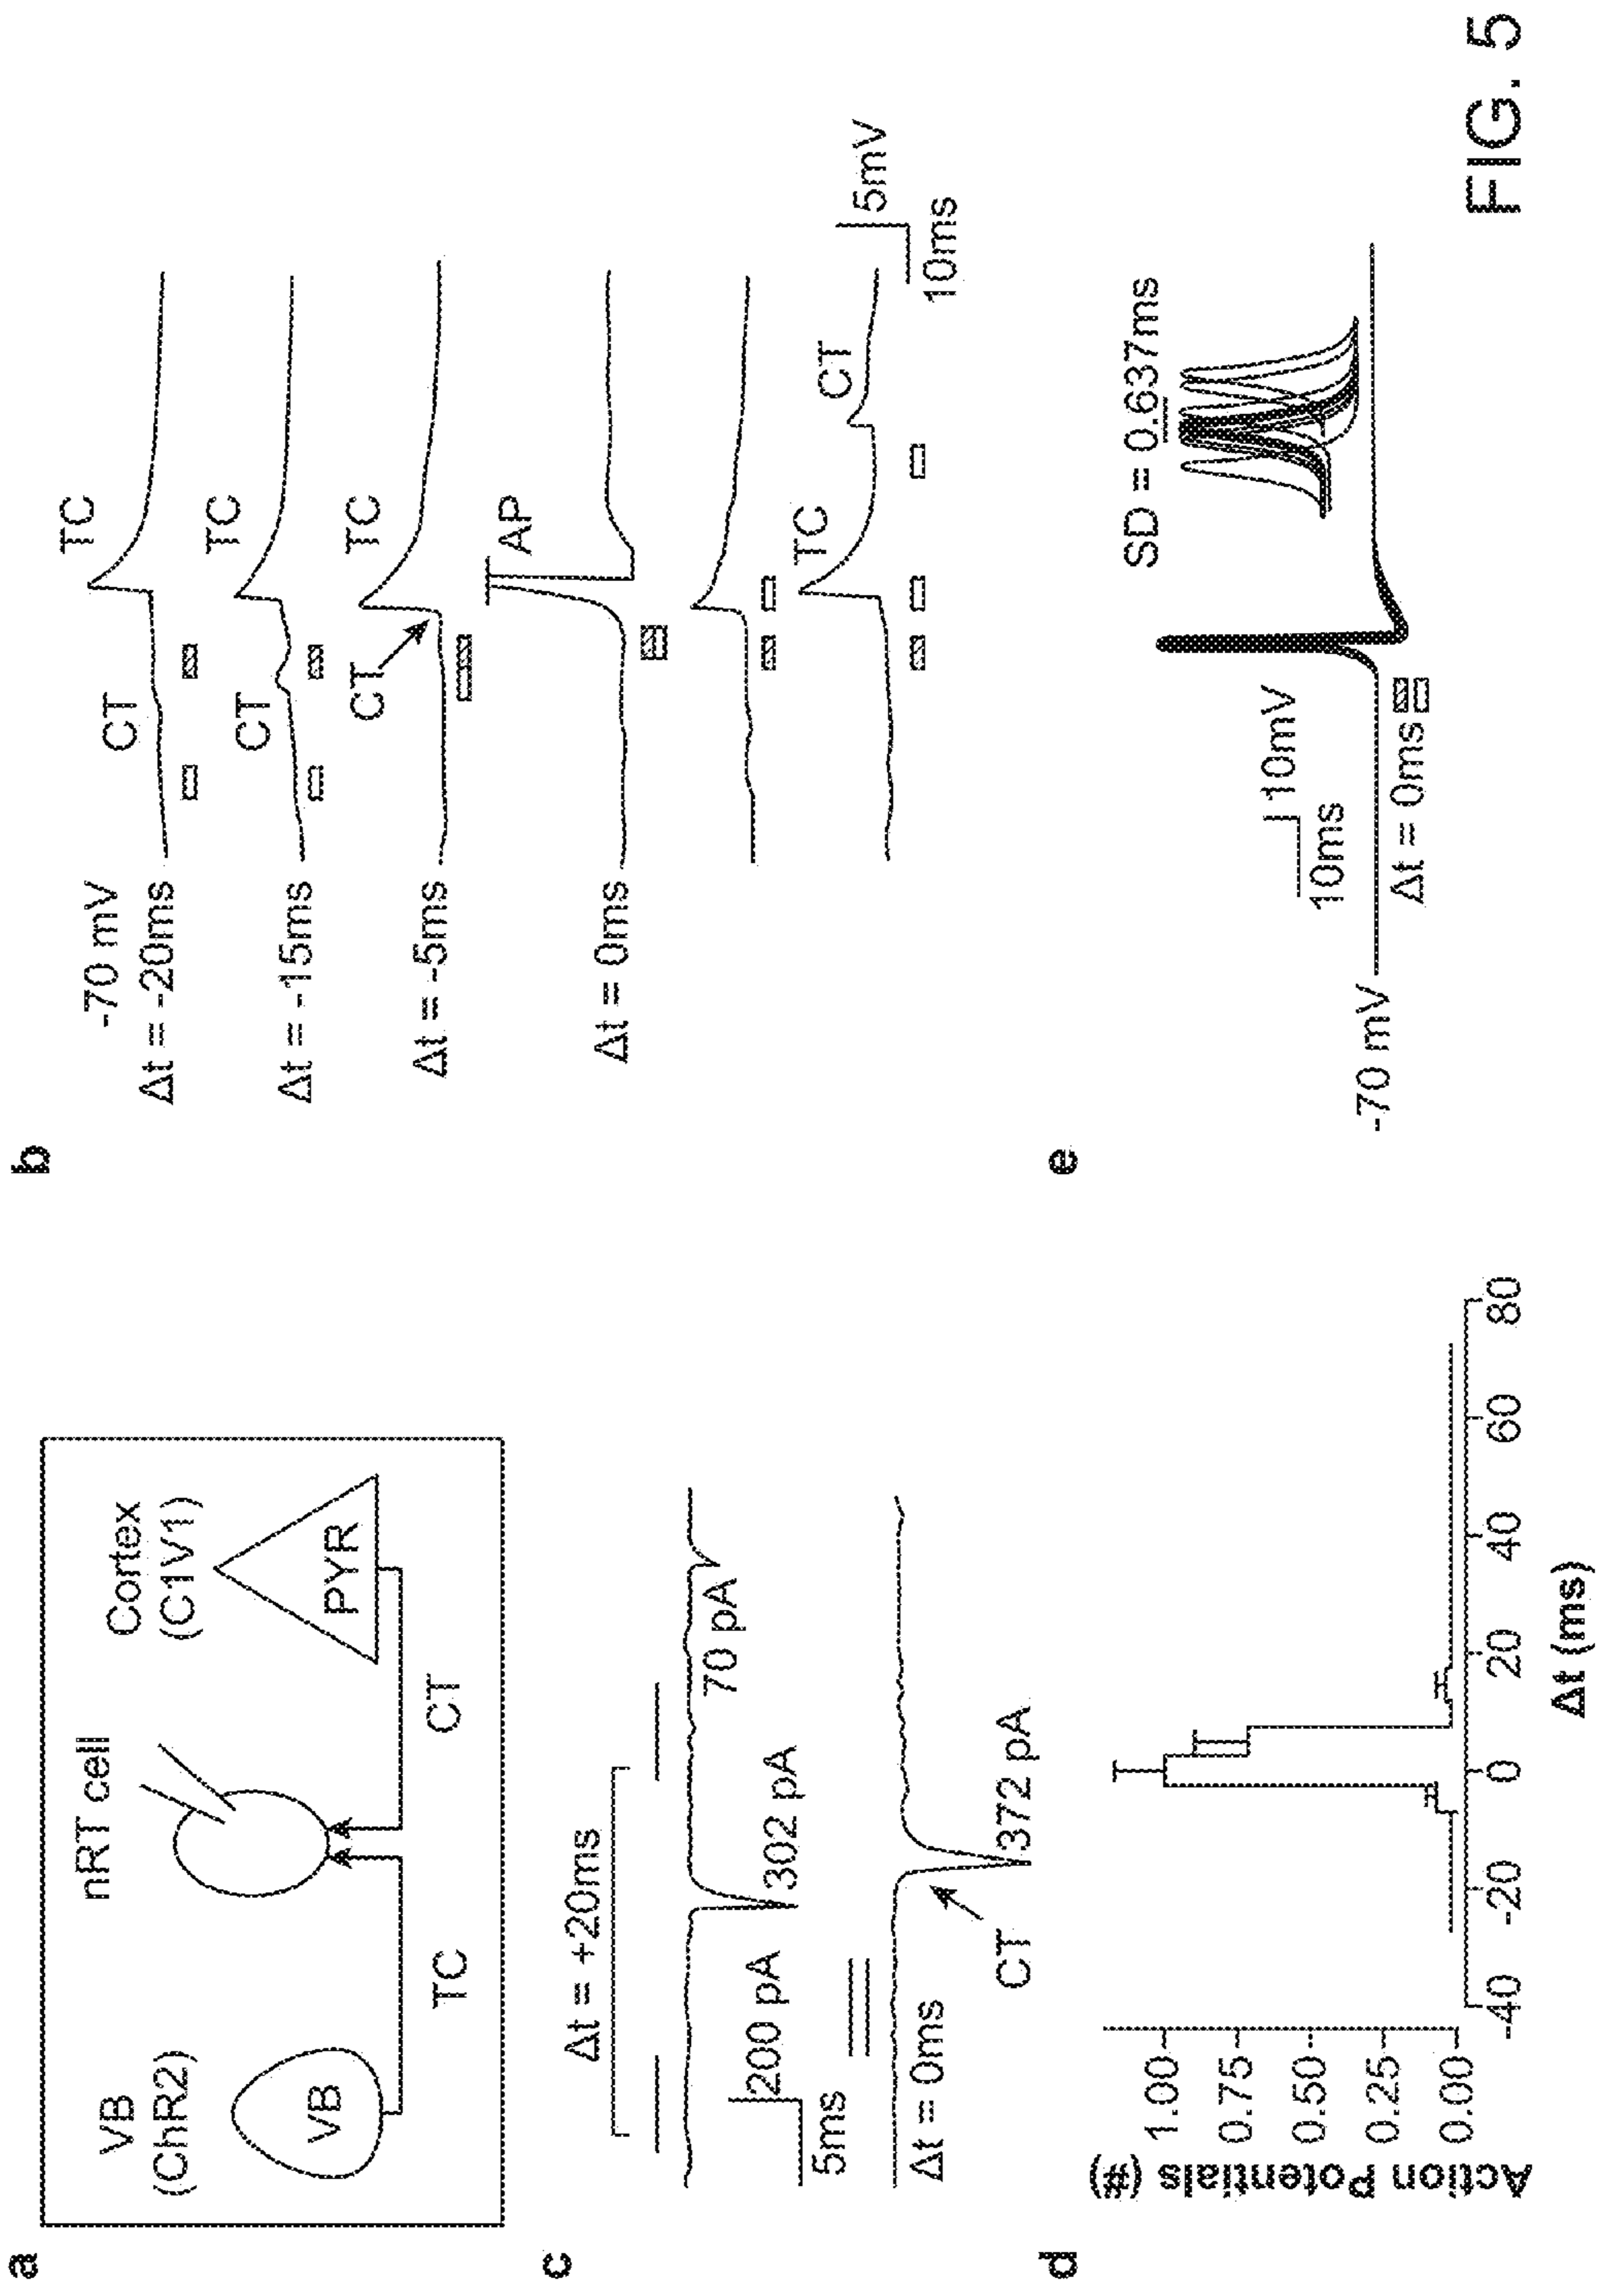 a
VB
(ChR2)
nRT cell
Cortex
(C1V1)
VB
PYR
TC
CT
b
-70 mV
Δt = -20ms
CT
TC
Δt = -15ms
CT
TC
Δt = -5ms
CT
TC
Δt = 0ms
AP
TC
CT
5mV
10ms
c
Δt = +20ms
302 pA
70 pA
200 pA
5ms
Δt = 0ms
CT
372 pA
d
Action Potentials (#)
1.00
0.75
0.50
0.25
0.00
-40
-20
0
20
40
60
80
Δt (ms)
e
SD = 0.637ms
10mV
10ms
-70 mV
Δt = 0ms
FIG. 5